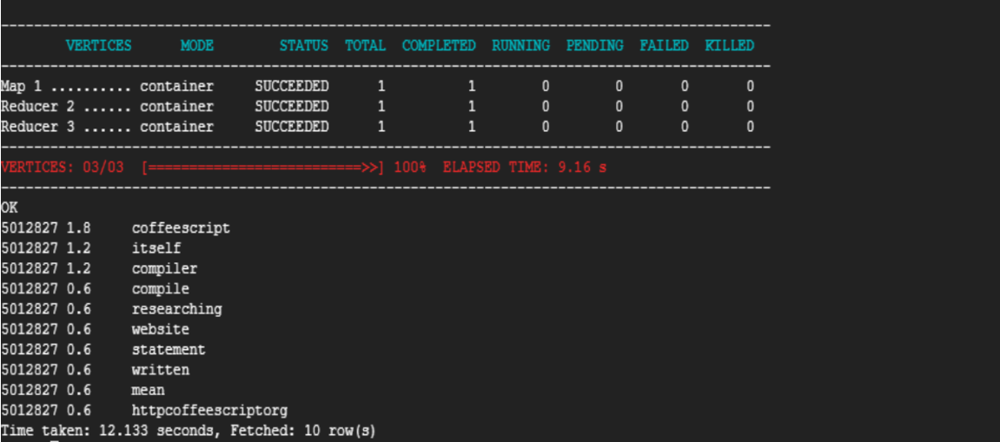 ----------------------------------------------------------------------------------------------
VERTICES MODE STATUS TOTAL COMPLETED RUNNING PENDING FAILED KILLED
----------------------------------------------------------------------------------------------
Map 1 .......... container SUCCEEDED 1 1 0 0 0 0
Reducer 2 ...... container SUCCEEDED 1 1 0 0 0 0
Reducer 3 ...... container SUCCEEDED 1 1 0 0 0 0
----------------------------------------------------------------------------------------------
VERTICES: 03/03 [==========================>>] 100% ELAPSED TIME: 9.16 s
----------------------------------------------------------------------------------------------
OK
5012827 1.8 coffeescript
5012827 1.2 itself
5012827 1.2 compiler
5012827 0.6 compile
5012827 0.6 researching
5012827 0.6 website
5012827 0.6 statement
5012827 0.6 written
5012827 0.6 mean
5012827 0.6 httpcoffeescriptorg
Time taken: 12.133 seconds, Fetched: 10 row(s)